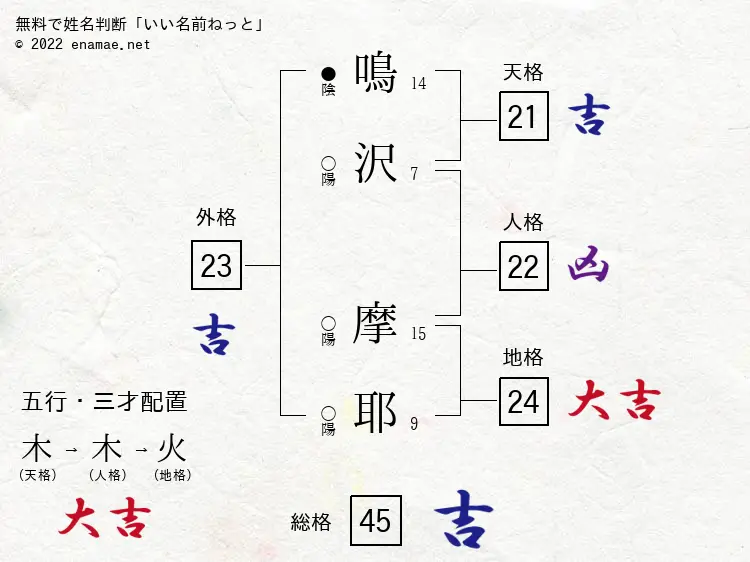 無料で姓名判断「いい名前ねっと」
© 2022 enamae.net
● 陰 鳴 14
○ 陽 沢 7
○ 陽 摩 15
○ 陽 耶 9
天格
21 吉
人格
22 凶
地格
24 大吉
外格
23
吉
五行・三才配置
木→木→火
(天格) (人格) (地格)
大吉
総格 45 吉